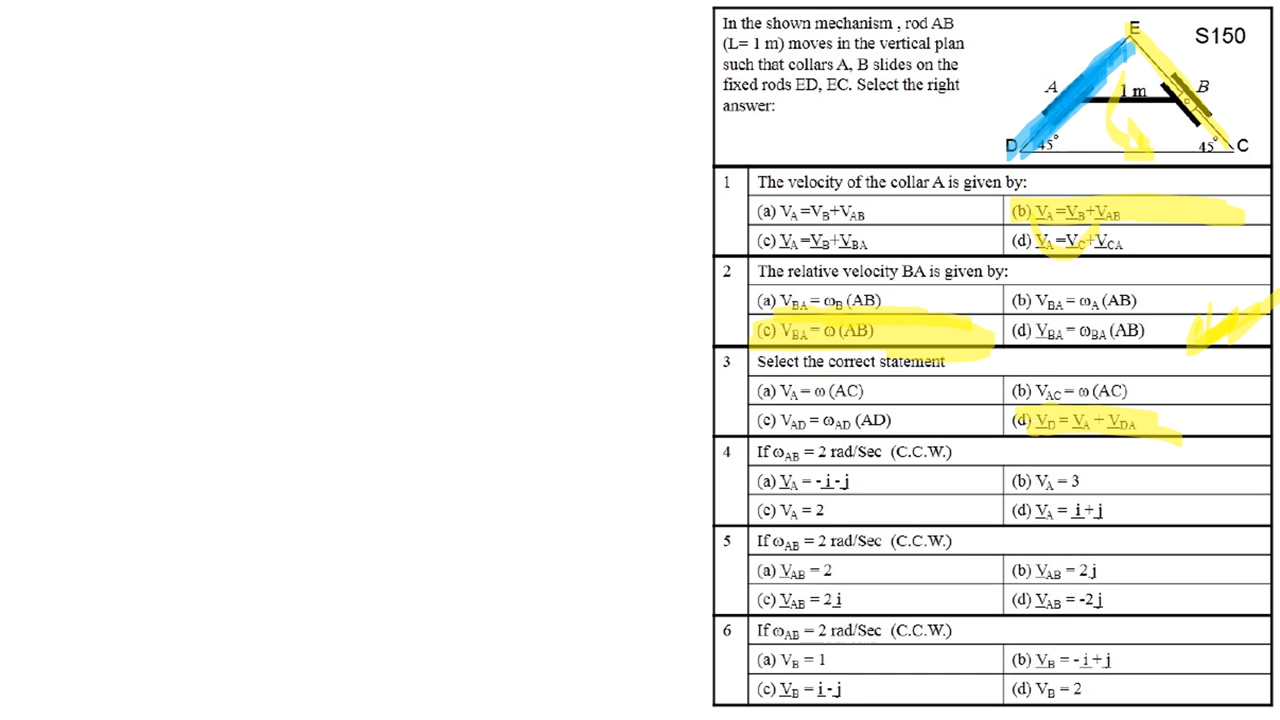 In the shown mechanism , rod AB
(L= 1 m) moves in the vertical plan
such that collars A, B slides on the
fixed rods ED, EC. Select the right
answer:
S150
E
A
1 m
B
D
45°
45°
C
1
The velocity of the collar A is given by:
(a) VA =VB+VAB
(b) VA =VB+VAB
(c) VA =VB+VBA
(d) VA=VC+VCA
2
The relative velocity BA is given by:
(a) VBA = ωB (AB)
(b) VBA = ωA (AB)
(c) VBA = ω (AB)
(d) VBA = ωBA (AB)
3
Select the correct statement
(a) VA = ω (AC)
(b) VAC = ω (AC)
(c) VAD = ωAD (AD)
(d) VD = VA + VDA
4
If ωAB = 2 rad/Sec (C.C.W.)
(a) VA = -i-j
(b) VA = 3
(c) VA = 2
(d) VA = i+j
5
If ωAB = 2 rad/Sec (C.C.W.)
(a) VAB = 2
(b) VAB = 2j
(c) VAB = 2i
(d) VAB = -2j
6
If ωAB = 2 rad/Sec (C.C.W.)
(a) VB = 1
(b) VB = -i+j
(c) VB = i-j
(d) VB = 2